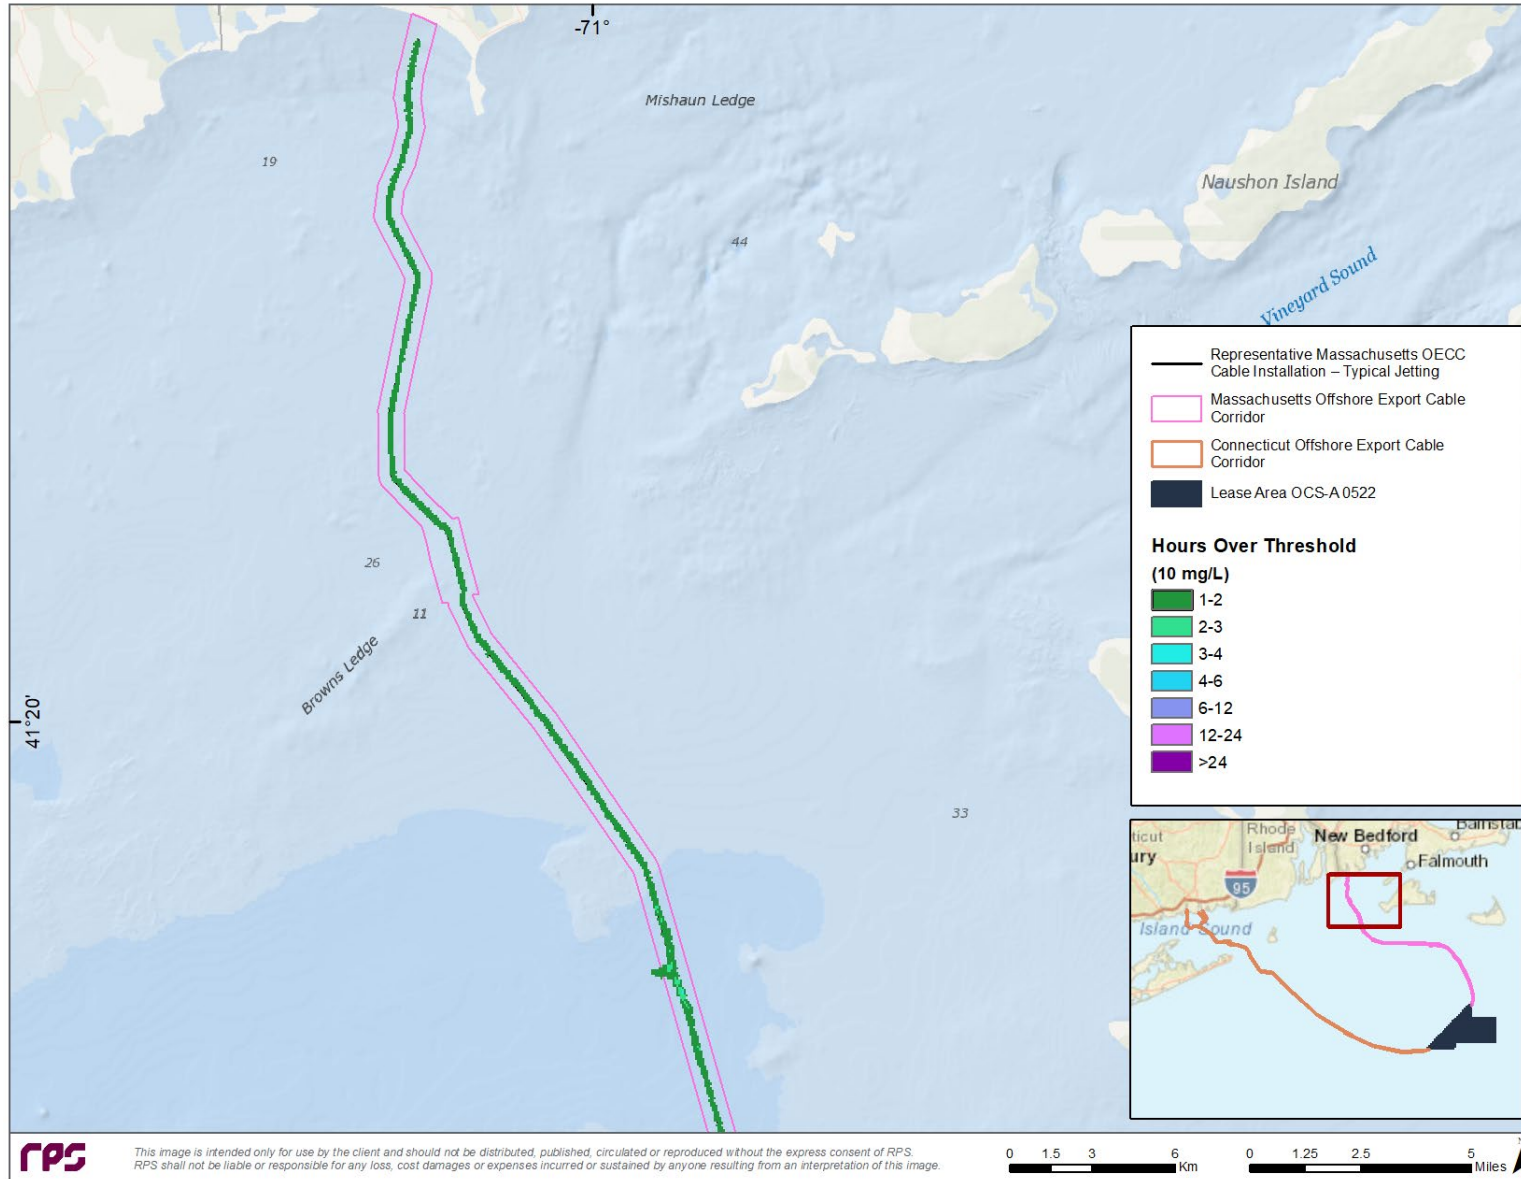 -71°
Mishaun Ledge
19
Naushon Island
44
Vineyard Sound
Representative Massachusetts OECC
Cable Installation – Typical Jetting
Massachusetts Offshore Export Cable
Corridor
Connecticut Offshore Export Cable
Corridor
Lease Area OCS-A 0522
Hours Over Threshold
(10 mg/L)
1-2
2-3
3-4
4-6
6-12
12-24
>24
26
11
Browns Ledge
41°20'
33
ticut
ury
Rhode
Island
New Bedford
Barnstab
Falmouth
95
Island Sound
rps
This image is intended only for use by the client and should not be distributed, published, circulated or reproduced without the express consent of RPS.
RPS shall not be liable or responsible for any loss, cost damages or expenses incurred or sustained by anyone resulting from an interpretation of this image.
0 1.5 3 6
Km
0 1.25 2.5 5
Miles